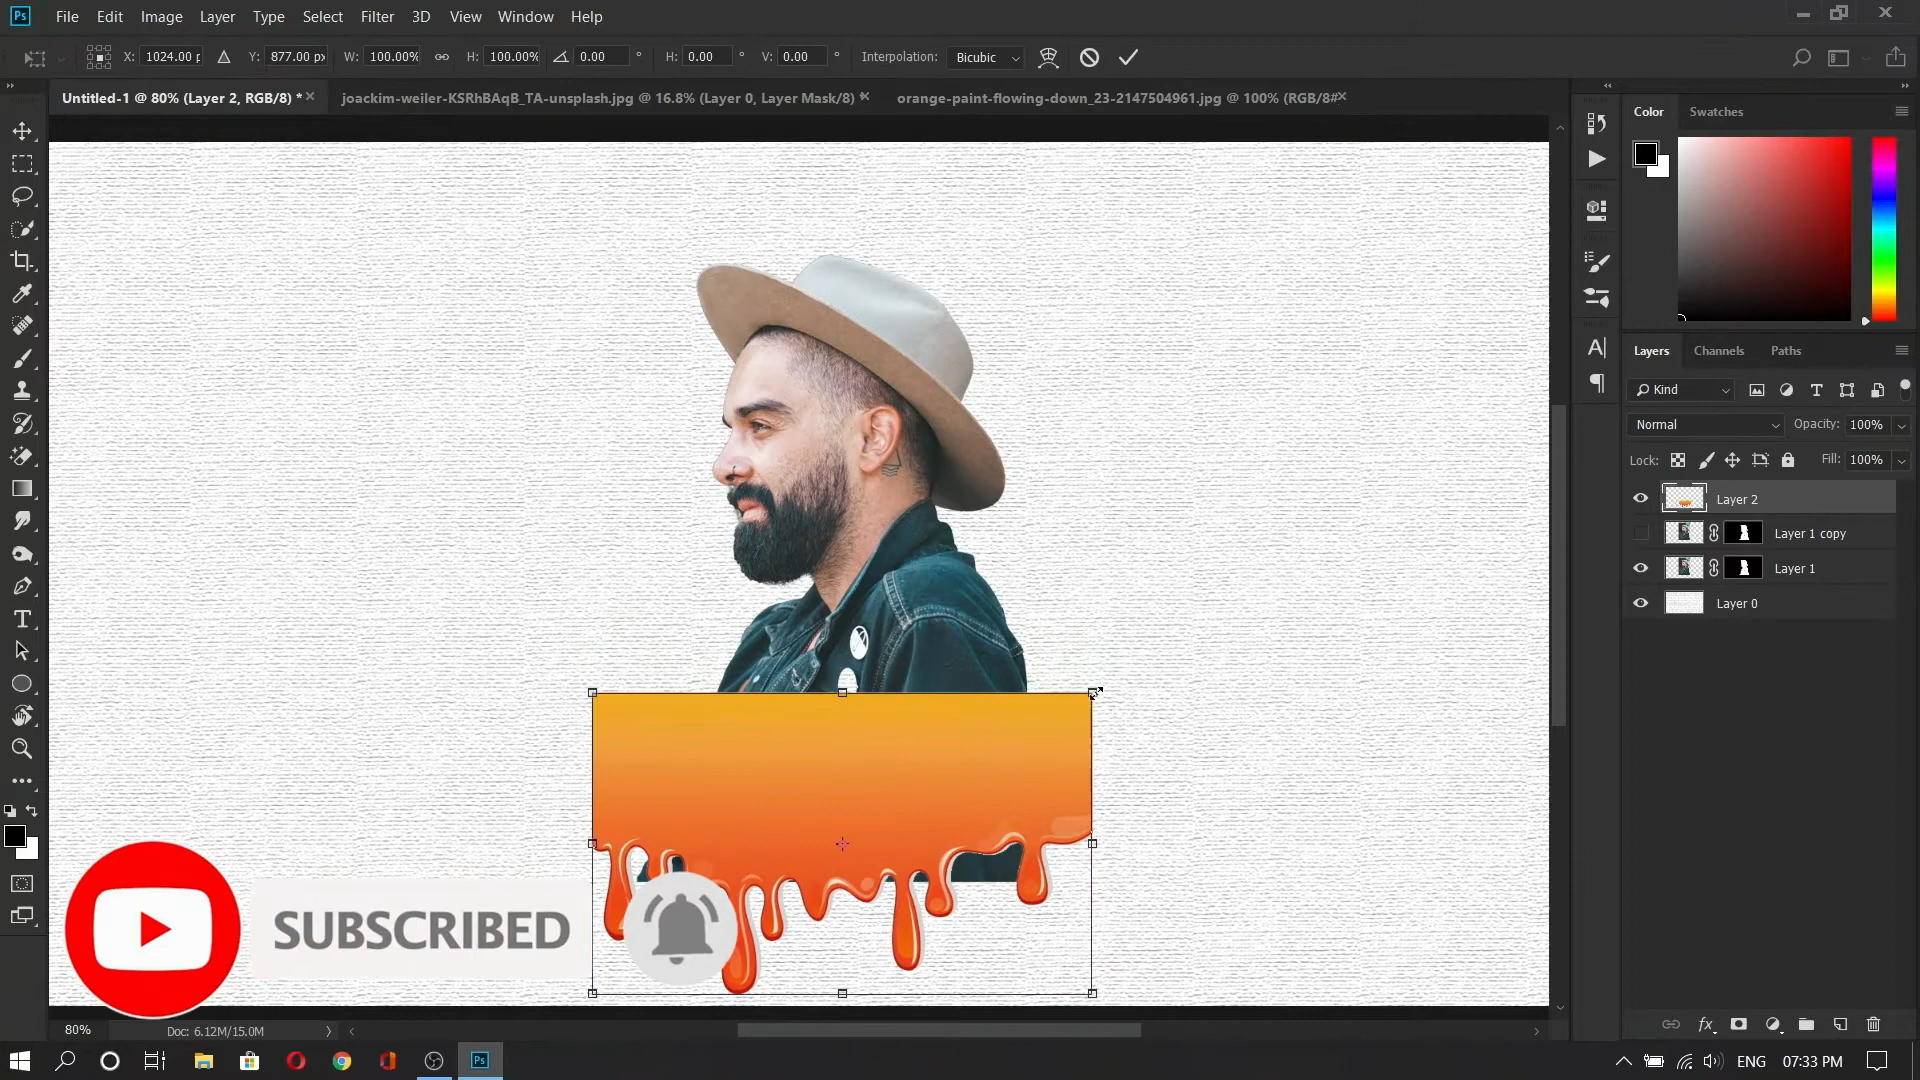 Ps File Edit Image Layer Type Select Filter 3D View Window Help
X: 1024.00 p Y: 877.00 px W: 100.00% H: 100.00% 0.00 ° H: 0.00 ° V: 0.00 ° Interpolation: Bicubic
Untitled-1 @ 80% (Layer 2, RGB/8) * joackim-weiler-KSRhBAqB_TA-unsplash.jpg @ 16.8% (Layer 0, Layer Mask/8) * orange-paint-flowing-down_23-2147504961.jpg @ 100% (RGB/8#
Color Swatches
Layers Channels Paths
Kind
Normal Opacity: 100%
Lock: Fill: 100%
Layer 2
Layer 1 copy
Layer 1
Layer 0
SUBSCRIBED
80% Doc: 6.12M/15.0M
fx
Ps ENG 07:33 PM